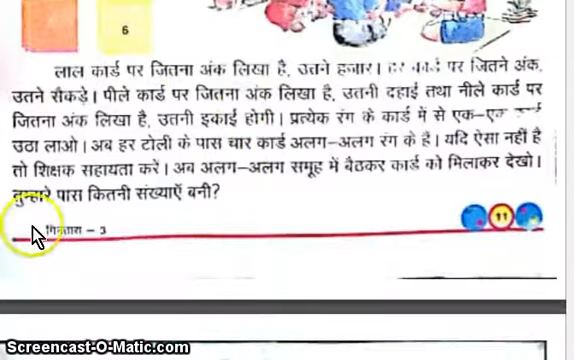 6
लाल कार्ड पर जितना अंक लिखा है, उतने हजार। हरे कार्ड पर जितने अंक,
उतने सैकड़े। पीले कार्ड पर जितना अंक लिखा है, उतनी दहाई तथा नीले कार्ड पर
जितना अंक लिखा है, उतनी इकाई होगी। प्रत्येक रंग के कार्ड में से एक–एक कार्ड
उठा लाओ। अब हर टोली के पास चार कार्ड अलग–अलग रंग के हैं। यदि ऐसा नहीं है
तो शिक्षक सहायता करें। अब अलग–अलग समूह में बैठकर कार्ड को मिलाकर देखो।
तुम्हारे पास कितनी संख्याएँ बनी?
11
गिनतारा – 3
Screencast-O-Matic.com